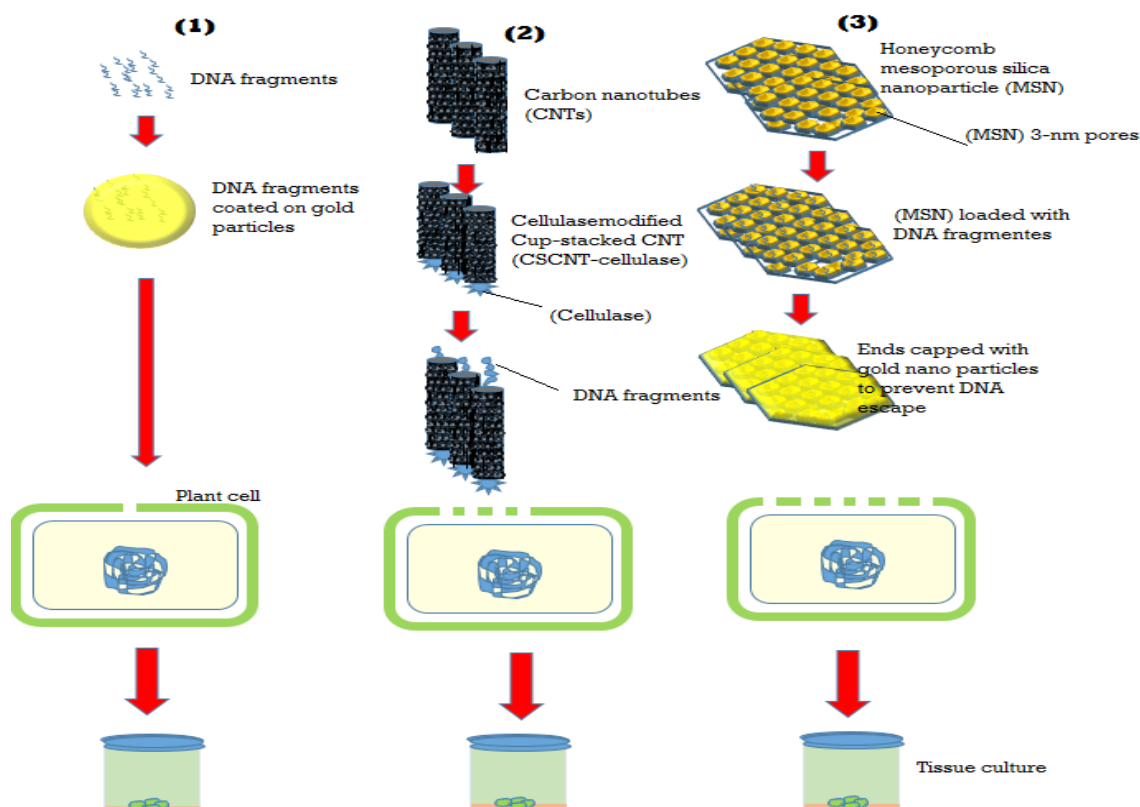 (1)
DNA fragments
DNA fragments
coated on gold
particles
Plant cell
(2)
Carbon nanotubes
(CNTs)
Cellulasemodified
Cup-stacked CNT
(CSCNT-cellulase)
(Cellulase)
DNA fragments
(3)
Honeycomb
mesoporous silica
nanoparticle (MSN)
(MSN) 3-nm pores
(MSN) loaded with
DNA fragmentes
Ends capped with
gold nano particles
to prevent DNA
escape
Tissue culture